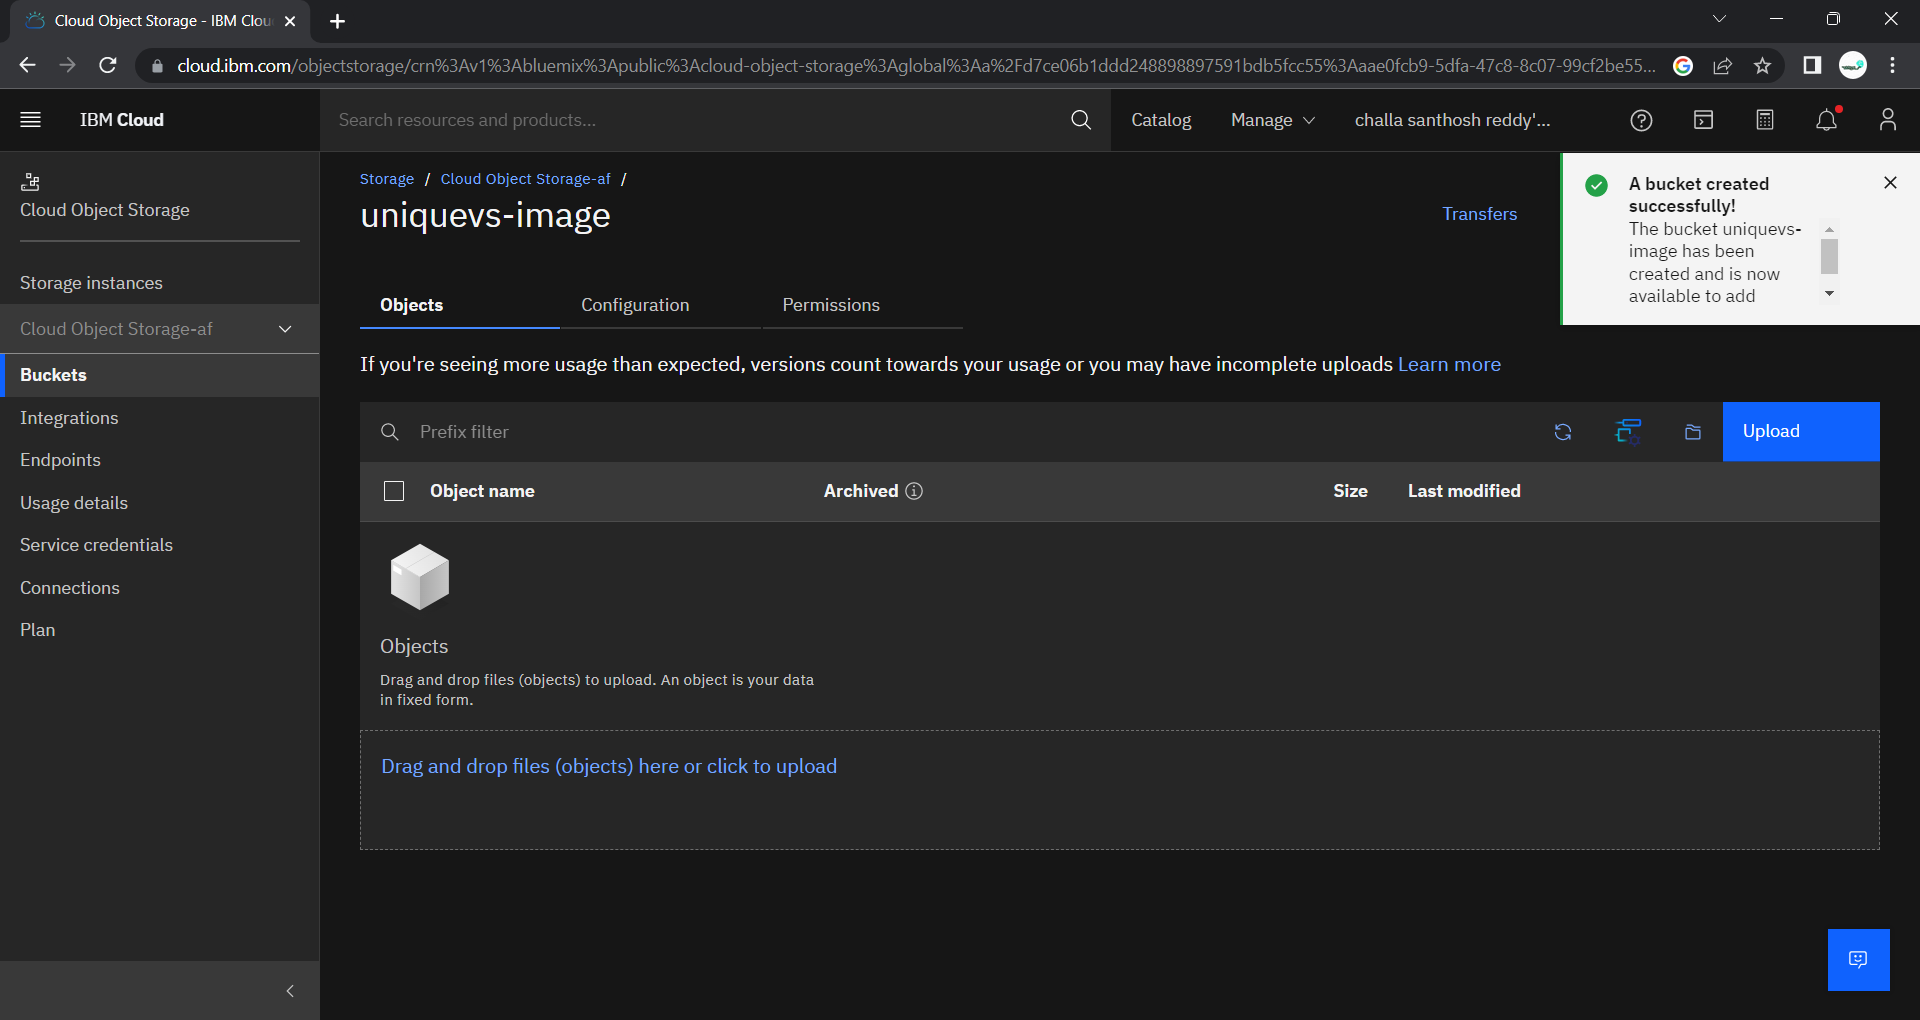 Cloud Object Storage - IBM Clou
cloud.ibm.com/objectstorage/crn%3Av1%3Abluemix%3Apublic%3Acloud-object-storage%3Aglobal%3Aa%2Fd7ce06b1ddd248898897591bdb5fcc55%3Aaae0fcb9-5dfa-47c8-8c07-99cf2be55...
IBM Cloud
Search resources and products...
Catalog
Manage
challa santhosh reddy'...
Cloud Object Storage
Storage instances
Cloud Object Storage-af
Buckets
Integrations
Endpoints
Usage details
Service credentials
Connections
Plan
Storage / Cloud Object Storage-af /
uniquevs-image
Transfers
A bucket created
successfully!
The bucket uniquevs-
image has been
created and is now
available to add
Objects
Configuration
Permissions
If you're seeing more usage than expected, versions count towards your usage or you may have incomplete uploads Learn more
Prefix filter
Upload
Object name
Archived
Size
Last modified
Objects
Drag and drop files (objects) to upload. An object is your data
in fixed form.
Drag and drop files (objects) here or click to upload